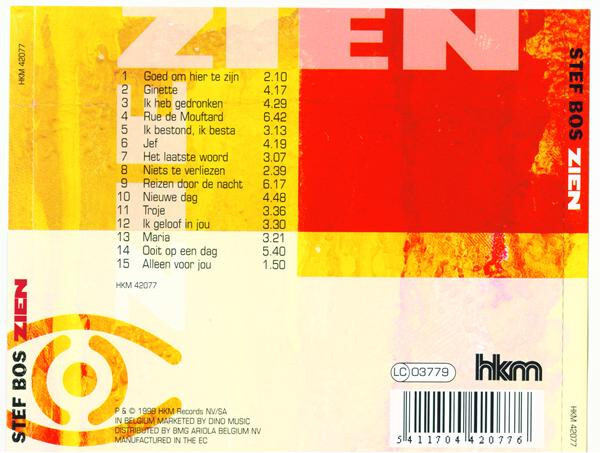 ZIEN
HKM 42077
1 Goed om hier te zijn 2.10
2 Ginette 4.17
3 Ik heb gedronken 4.29
4 Rue de Mouftard 6.42
5 Ik bestond, ik besta 3.13
6 Jef 4.19
7 Het laatste woord 3.07
8 Niets te verliezen 2.39
9 Reizen door de nacht 6.17
10 Nieuwe dag 4.48
11 Troje 3.36
12 Ik geloof in jou 3.30
13 Maria 3.21
14 Ooit op een dag 5.40
15 Alleen voor jou 1.50
HKM 42077
STEF BOS ZIEN
STEF BOS ZIEN
LC 03779
hkm
P & © 1998 HKM Records NV/SA
IN BELGIUM MARKETED BY DINO MUSIC
DISTRIBUTED BY BMG ARIOLA BELGIUM NV
MANUFACTURED IN THE EC
5 411704 420776
HKM 42077